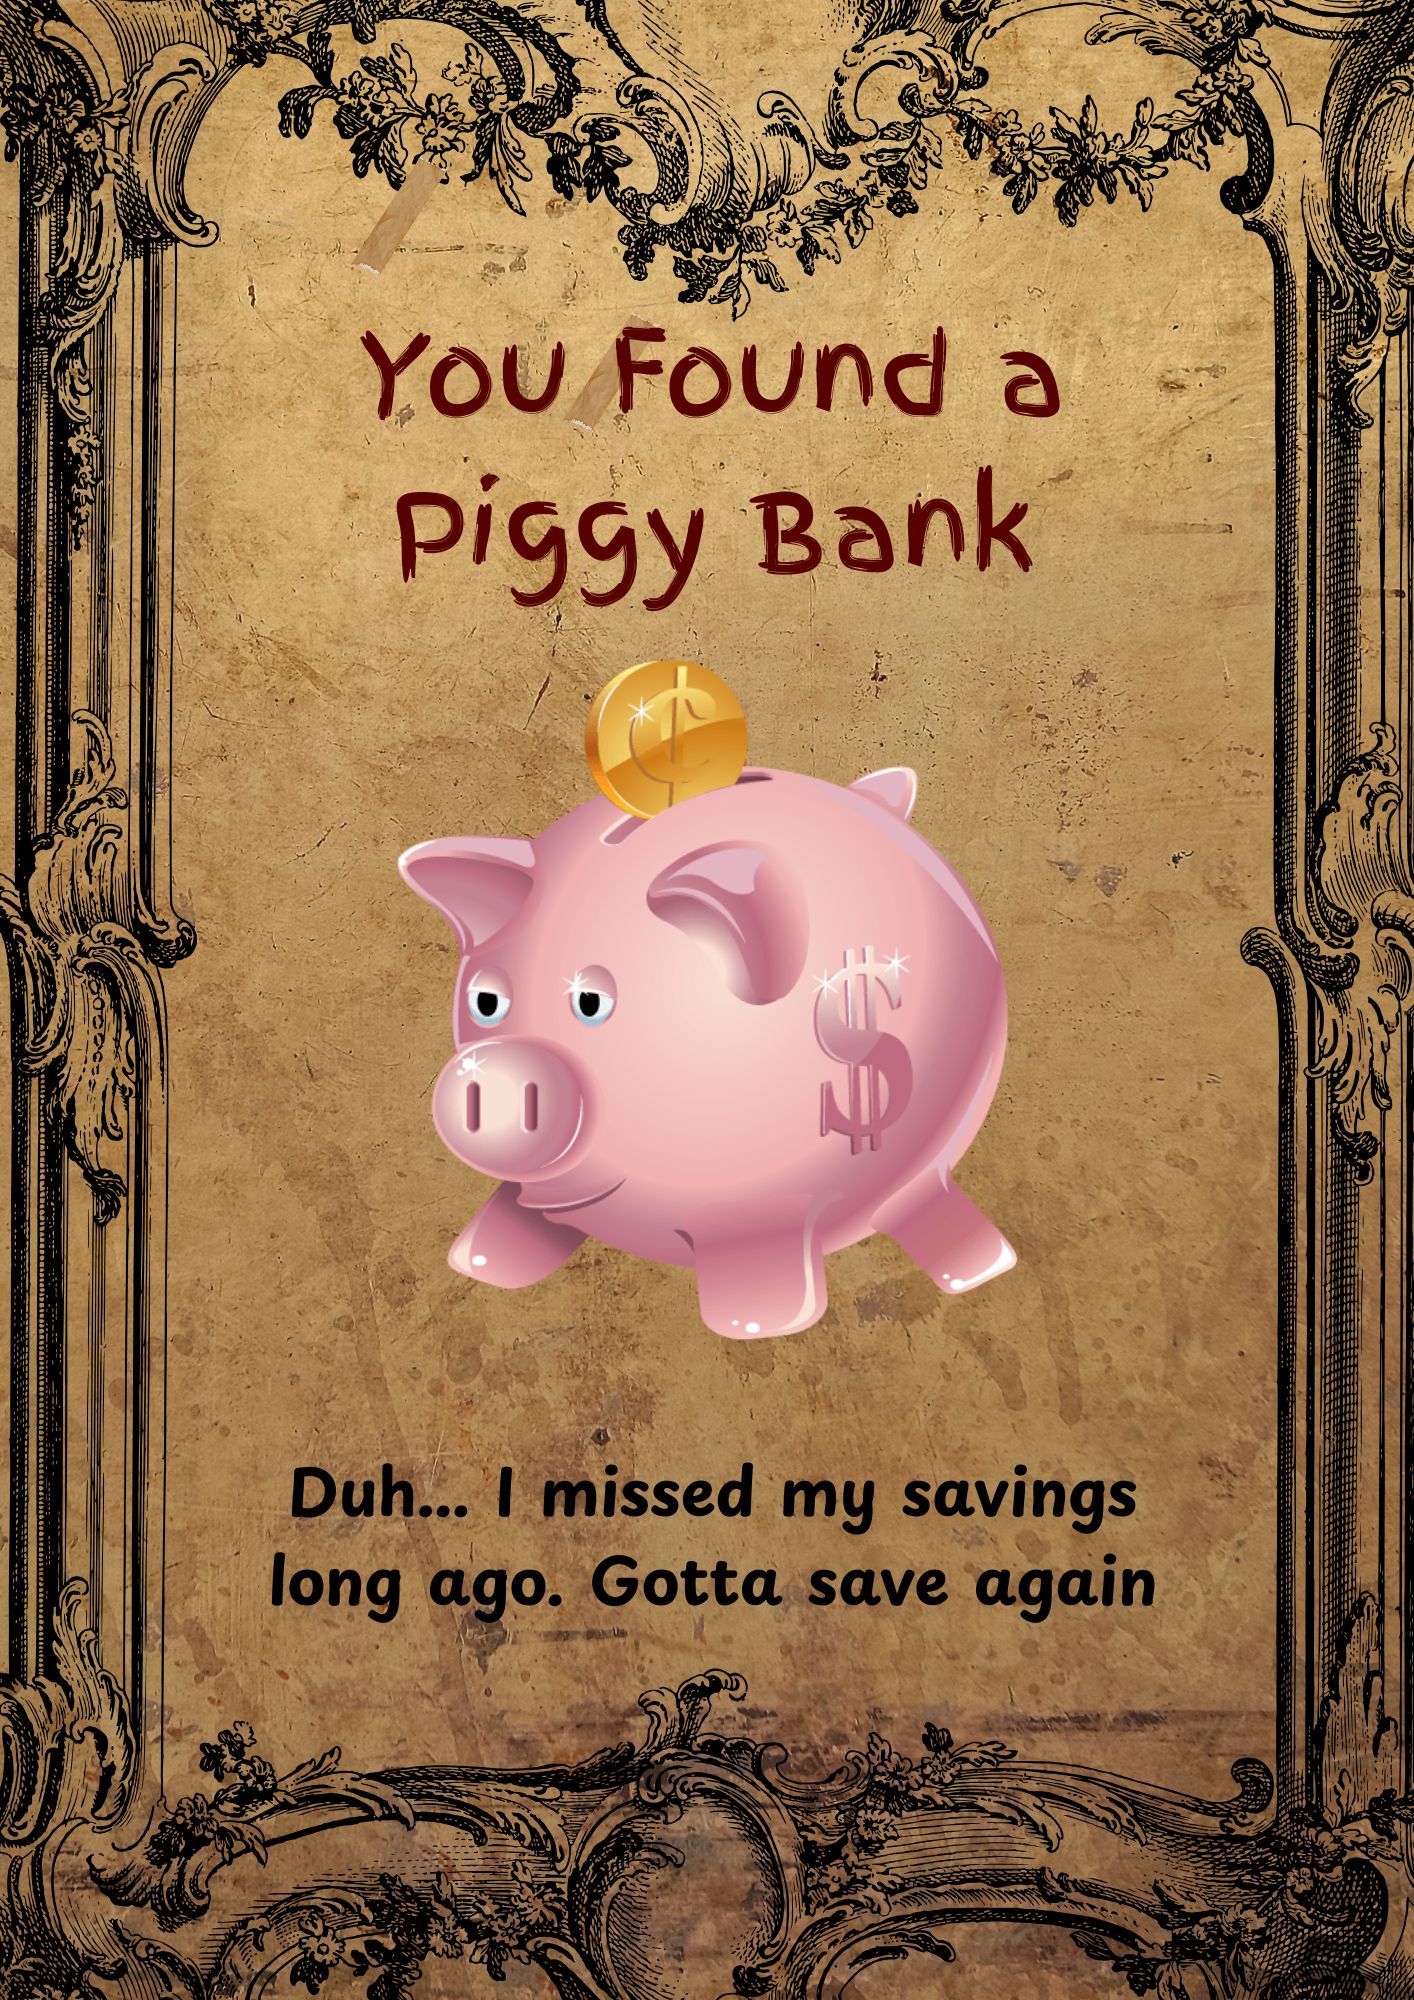 You Found a
Piggy Bank
¢
$
Duh... I missed my savings
long ago. Gotta save again